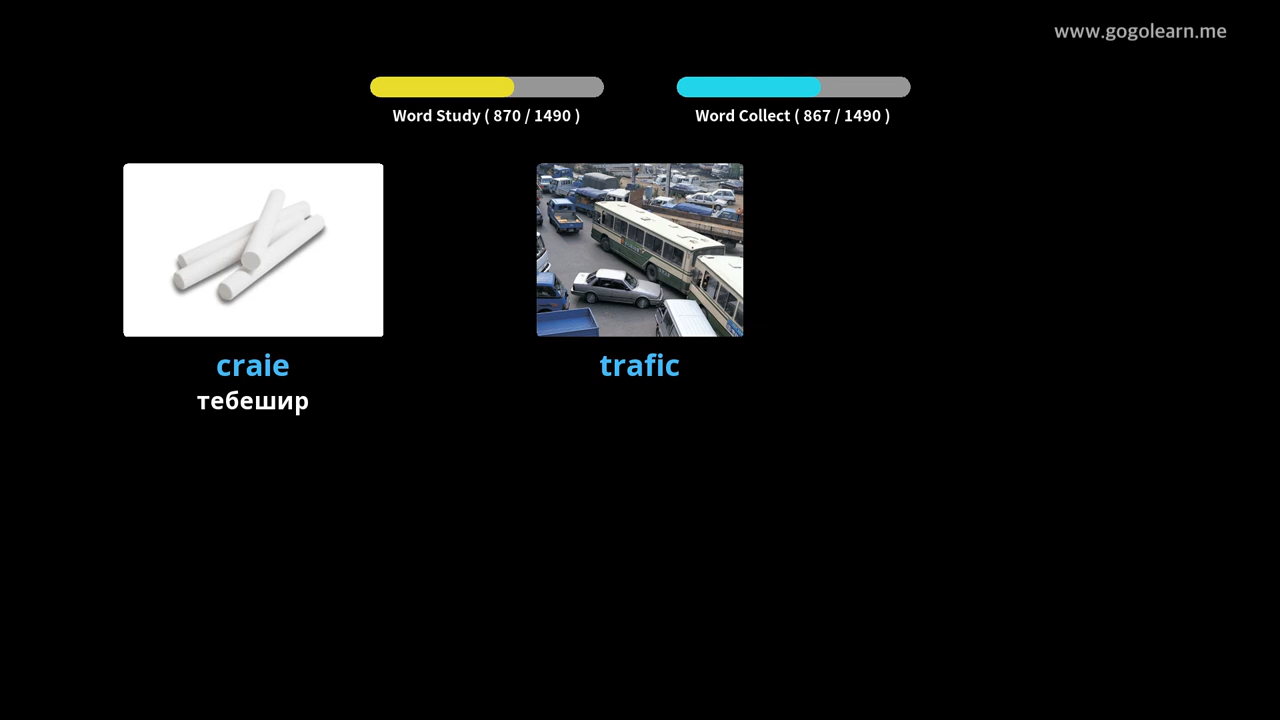 www.gogolearn.me
Word Study ( 870 / 1490 )
Word Collect ( 867 / 1490 )
craie
trafic
тебешир